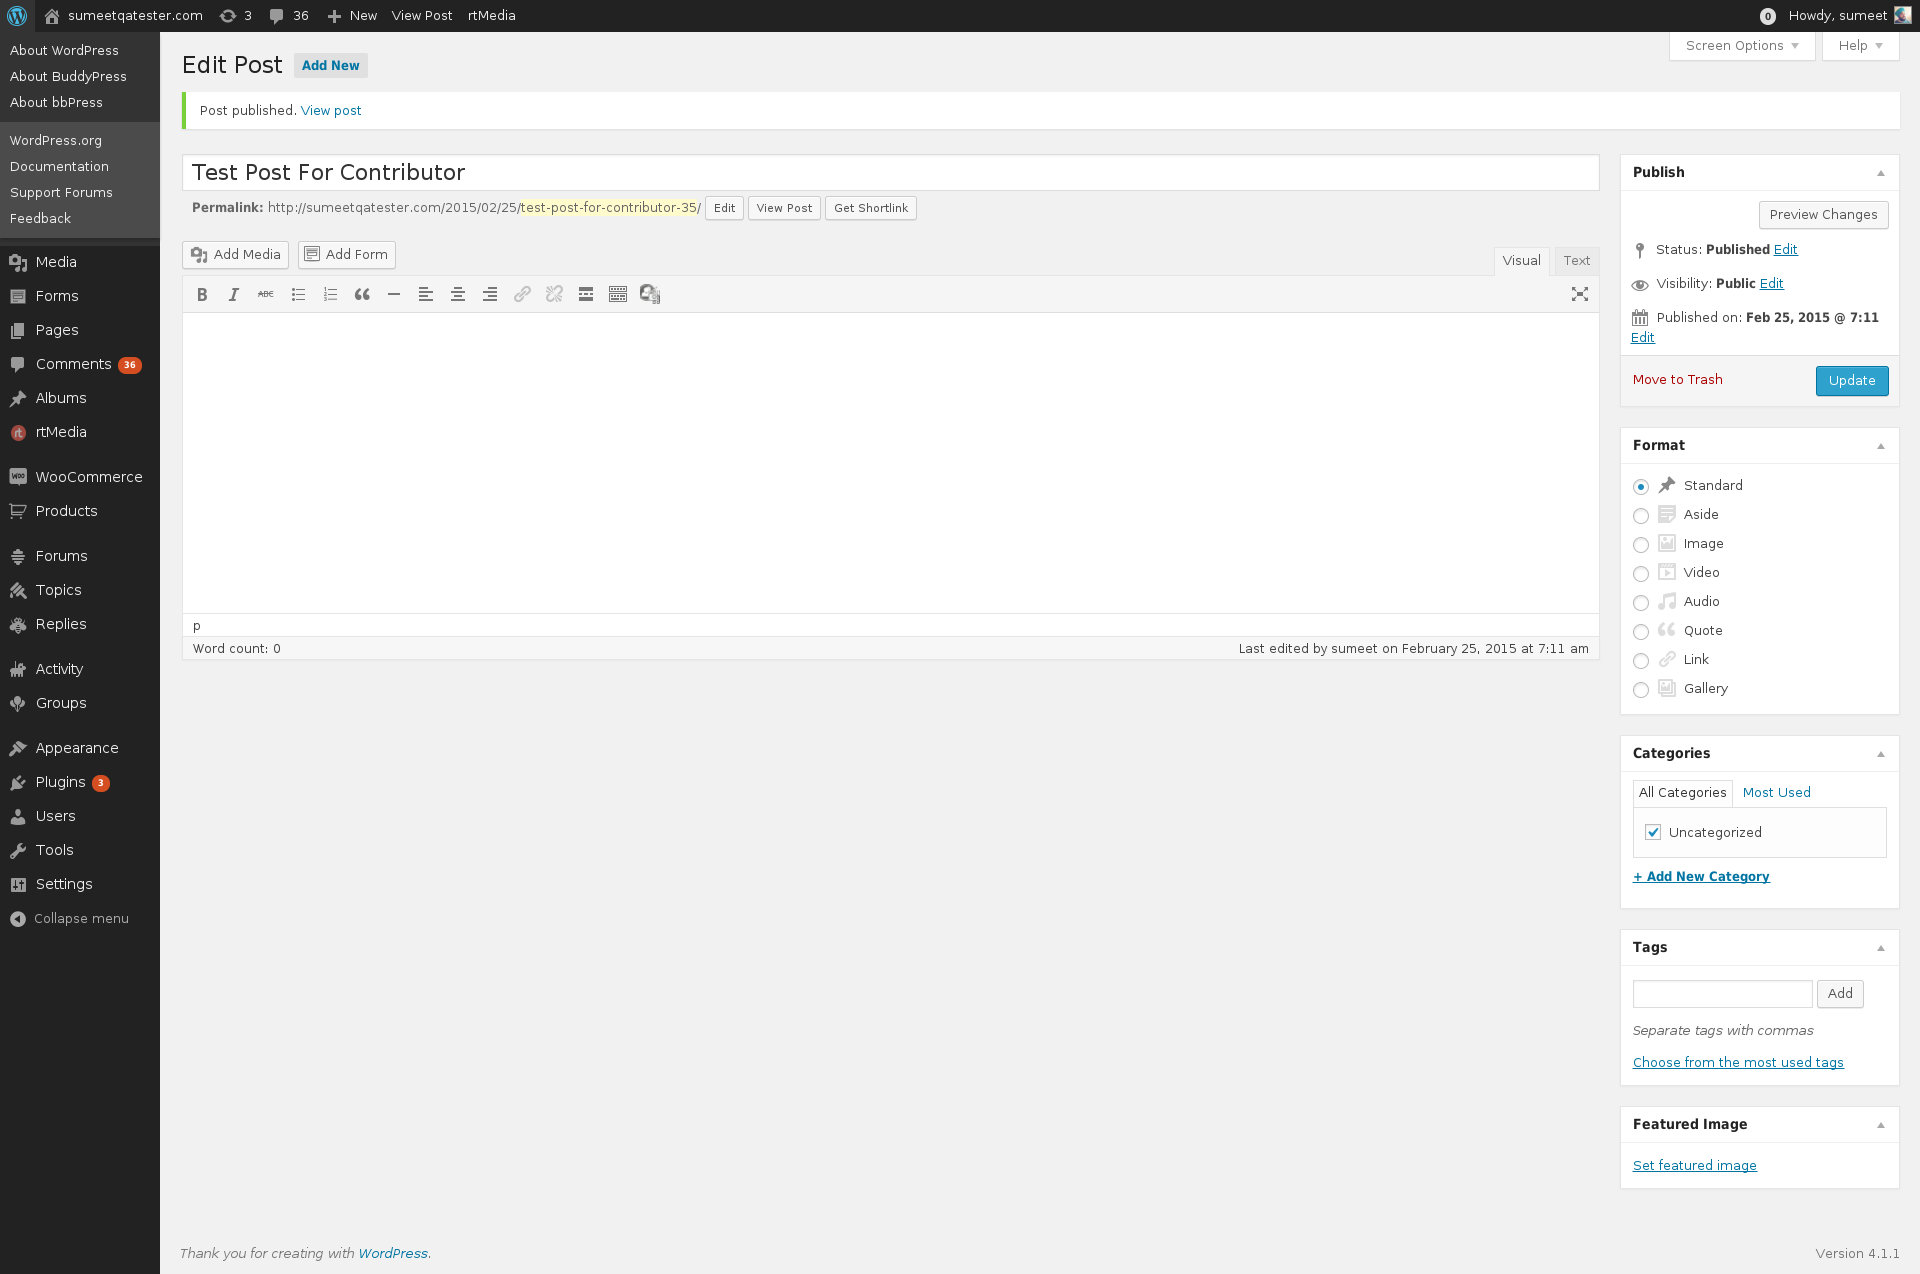 sumeetqatester.com 3 36 New View Post rtMedia 0 Howdy, sumeet
About WordPress
About BuddyPress
About bbPress
WordPress.org
Documentation
Support Forums
Feedback
Media
Forms
Pages
Comments 36
Albums
rt rtMedia
WOO WooCommerce
Products
Forums
Topics
Replies
Activity
Groups
Appearance
Plugins 3
Users
Tools
Settings
Collapse menu
Screen Options Help
Edit Post Add New
Post published. View post
Test Post For Contributor
Permalink: http://sumeetqatester.com/2015/02/25/test-post-for-contributor-35/ Edit View Post Get Shortlink
Add Media Add Form Visual Text
B I ABC
p
Word count: 0 Last edited by sumeet on February 25, 2015 at 7:11 am
Publish
Preview Changes
Status: Published Edit
Visibility: Public Edit
Published on: Feb 25, 2015 @ 7:11
Edit
Move to Trash Update
Format
Standard
Aside
Image
Video
Audio
Quote
Link
Gallery
Categories
All Categories Most Used
Uncategorized
+ Add New Category
Tags
Add
Separate tags with commas
Choose from the most used tags
Featured Image
Set featured image
Thank you for creating with WordPress. Version 4.1.1